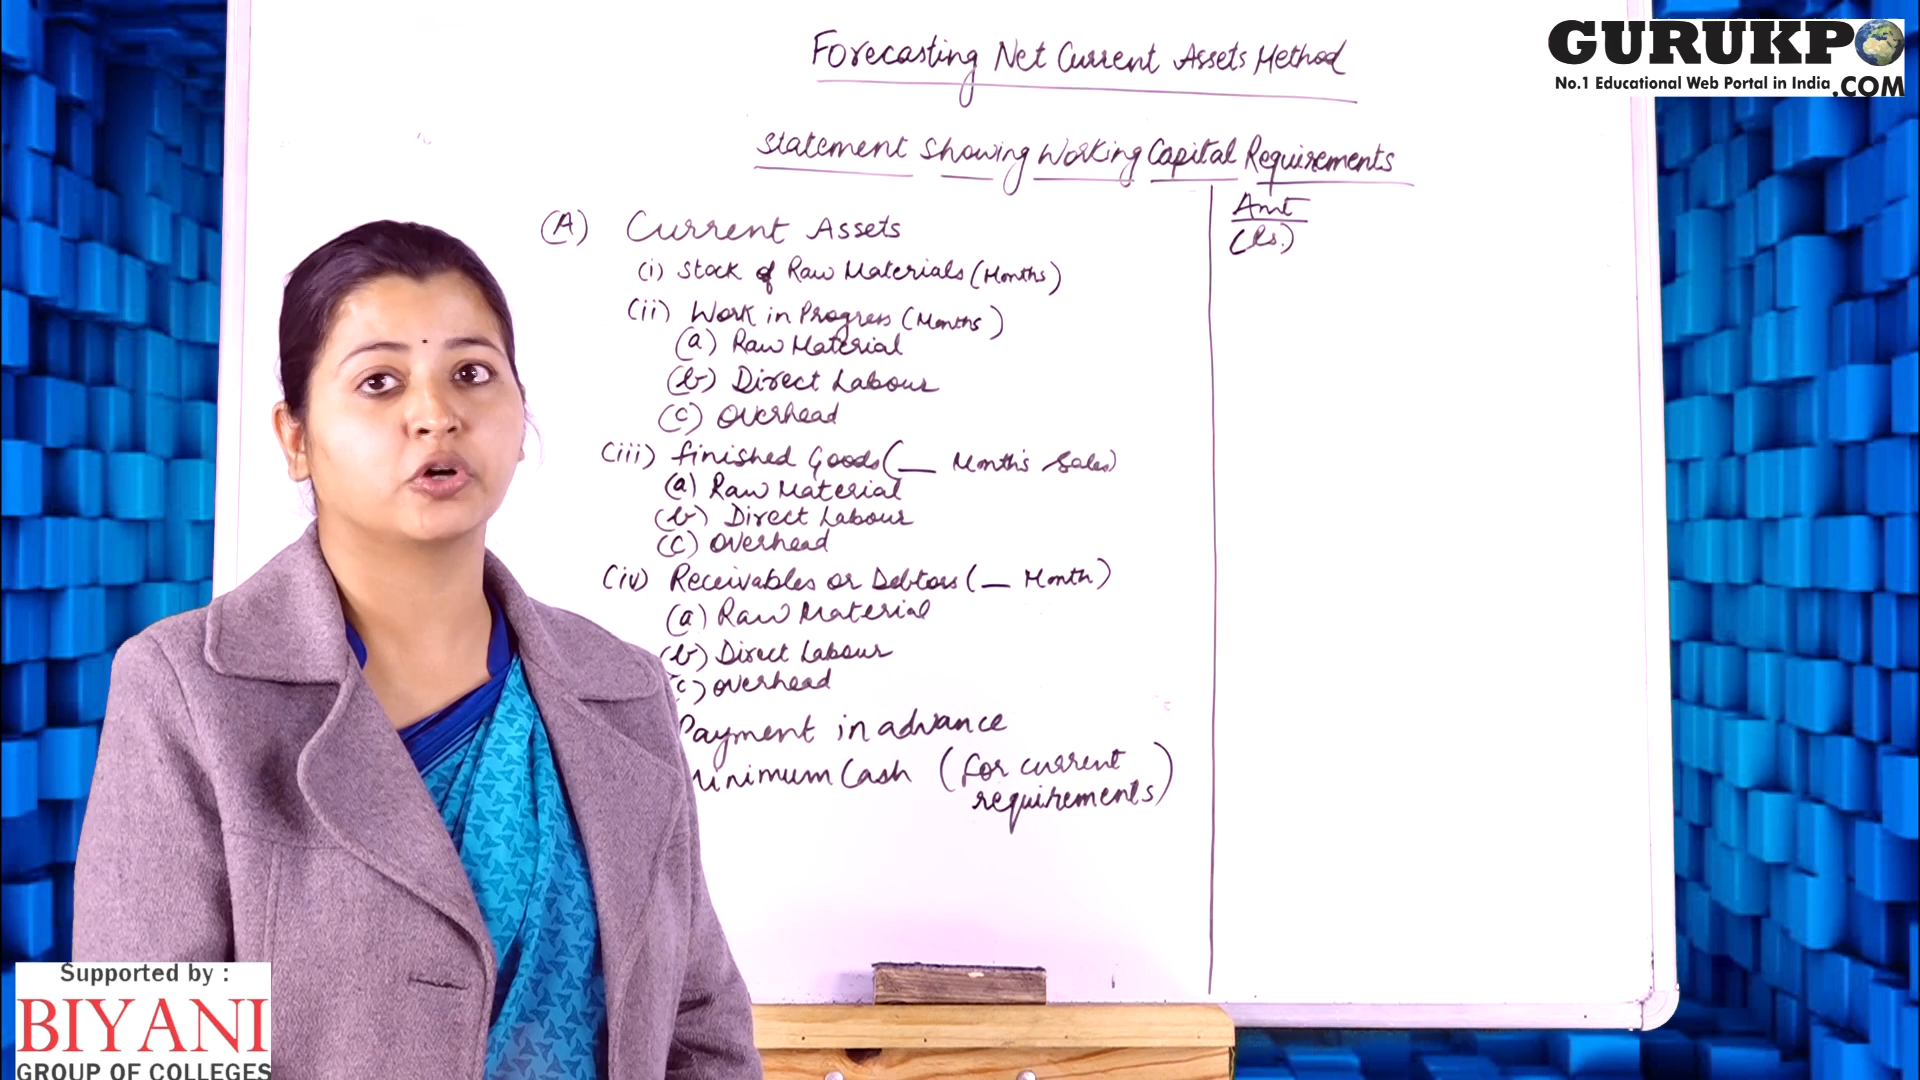 Forecasting Net Current Assets Method
GURUKPO
No.1 Educational Web Portal in India .COM
Statement Showing Working Capital Requirements
Amt
(Rs.)
(A) Current Assets
(i) Stock of Raw Materials (Months)
(ii) Work in Progress (Months)
(a) Raw Material
(b) Direct Labour
(c) Overhead
(iii) Finished Goods (__ Month's Sales)
(a) Raw Material
(b) Direct Labour
(c) Overhead
(iv) Receivables or Debtors (__ Month)
(a) Raw Material
(b) Direct Labour
c) Overhead
Payment in advance
Minimum Cash (for current
requirements)
Supported by :
BIYANI
GROUP OF COLLEGES